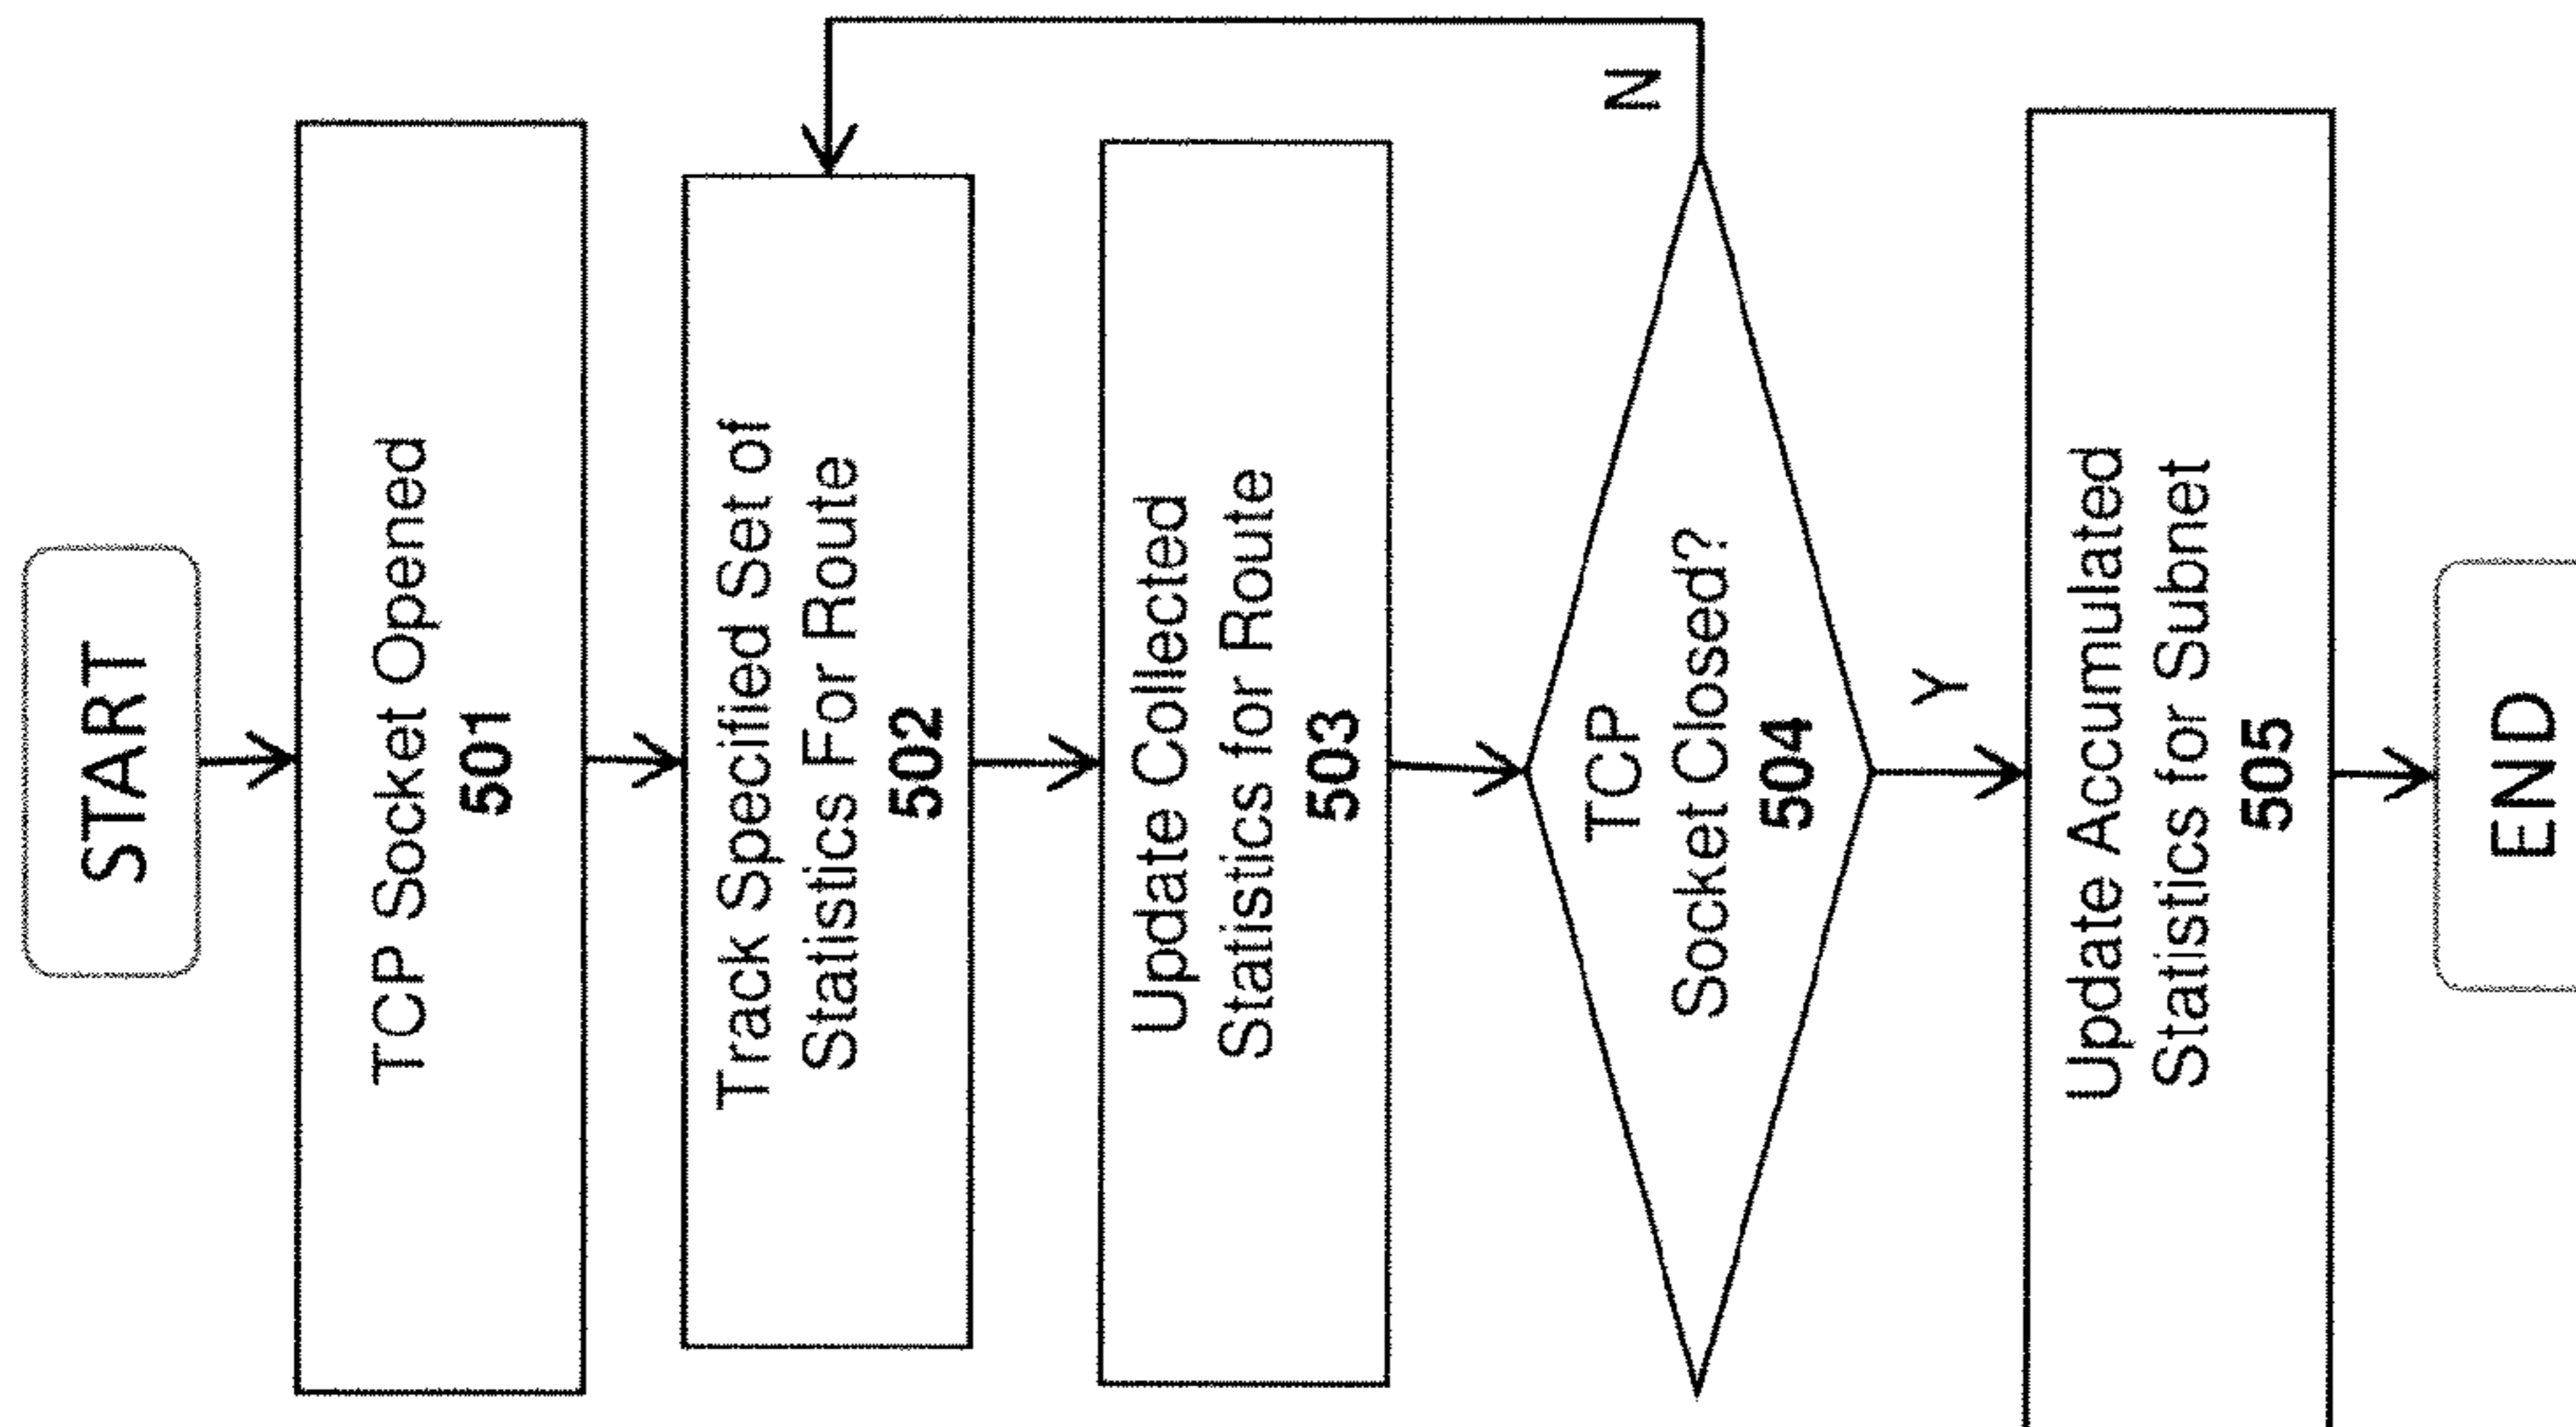 START
TCP Socket Opened
501
Track Specified Set of
Statistics For Route
502
Update Collected
Statistics for Route
503
TCP
Socket Closed?
504
N
Y
Update Accumulated
Statistics for Subnet
505
END